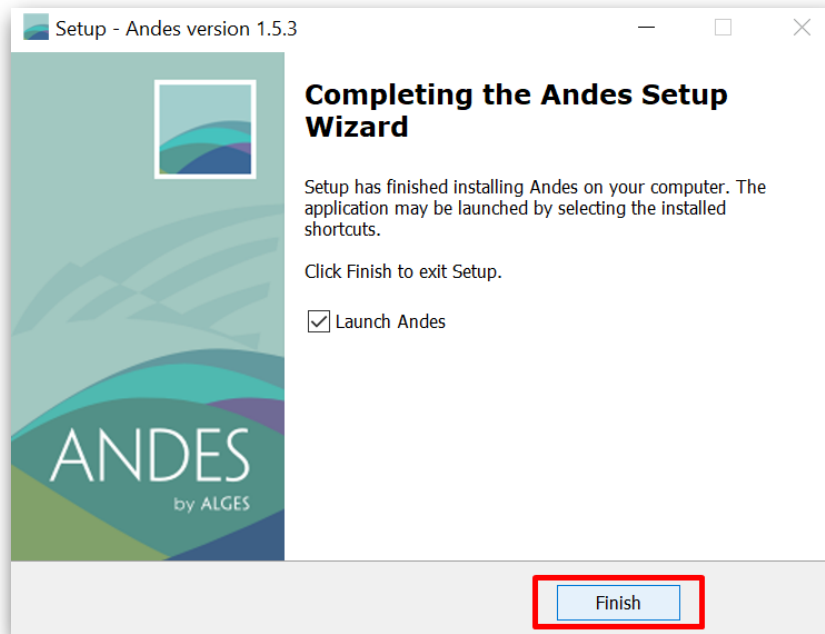 Setup - Andes version 1.5.3
Completing the Andes Setup
Wizard
Setup has finished installing Andes on your computer. The
application may be launched by selecting the installed
shortcuts.
Click Finish to exit Setup.
Launch Andes
ANDES
by ALGES
Finish